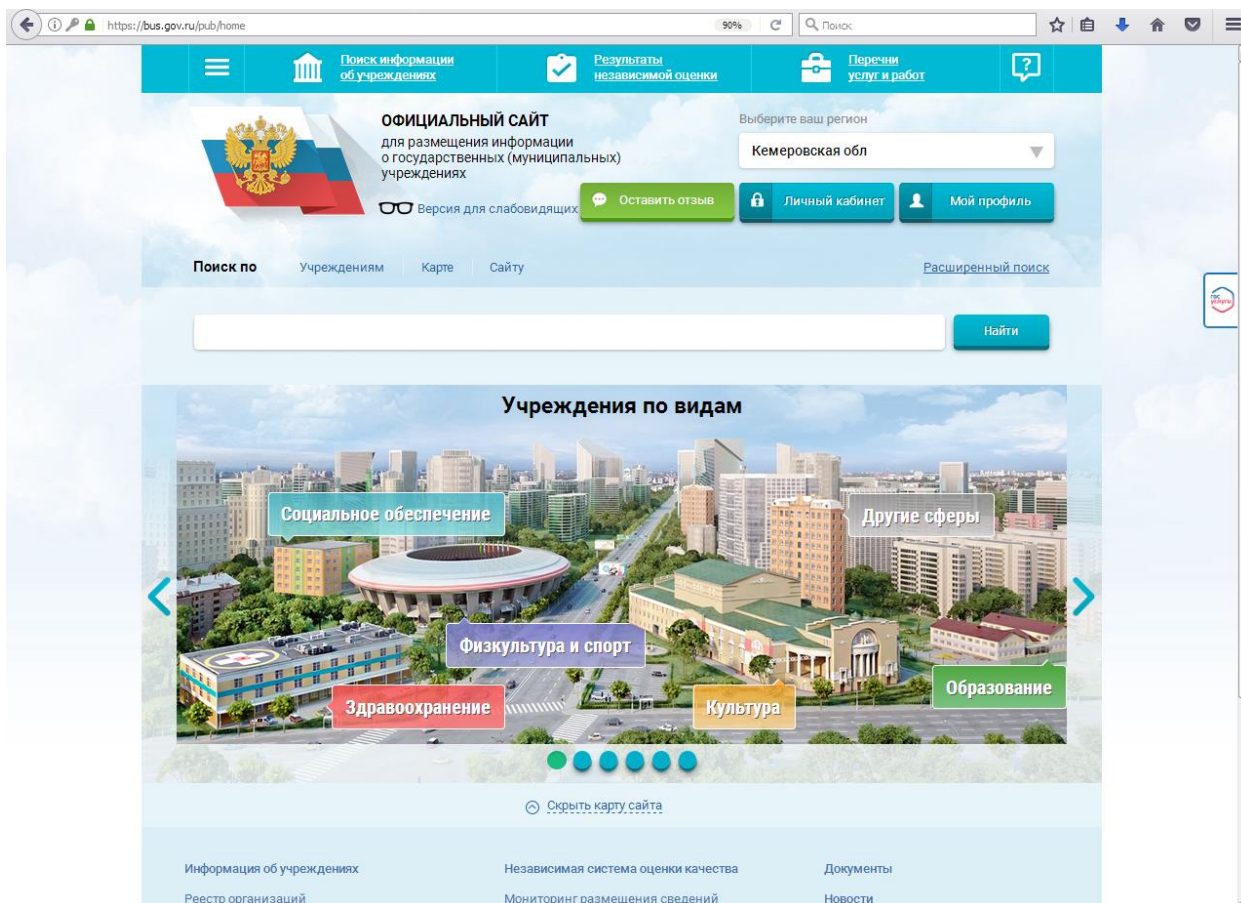 https://bus.gov.ru/pub/home
90%
Поиск
Поиск информации
об учреждениях
Результаты
независимой оценки
Перечни
услуг и работ
ОФИЦИАЛЬНЫЙ САЙТ
для размещения информации
о государственных (муниципальных)
учреждениях
Версия для слабовидящих
Выберите ваш регион
Кемеровская обл
Оставить отзыв
Личный кабинет
Мой профиль
Поиск по
Учреждениям
Карте
Сайту
Расширенный поиск
гос
услуги
Найти
Учреждения по видам
Социальное обеспечение
Другие сферы
Физкультура и спорт
Образование
Здравоохранение
Культура
Скрыть карту сайта
Информация об учреждениях
Независимая система оценки качества
Документы
Реестр организаций
Мониторинг размещения сведений
Новости